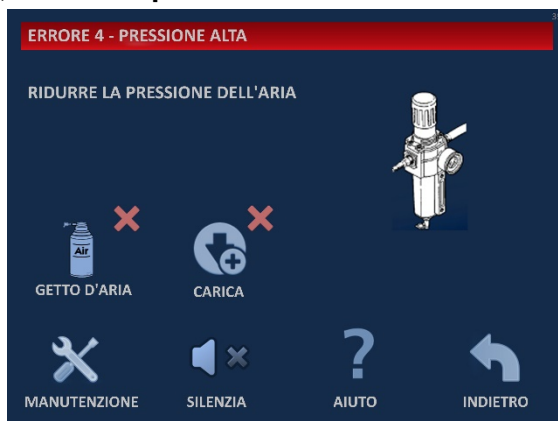 ERRORE 4 - PRESSIONE ALTA
RIDURRE LA PRESSIONE DELL'ARIA
Air
GETTO D'ARIA
CARICA
MANUTENZIONE
SILENZIA
?
AIUTO
INDIETRO